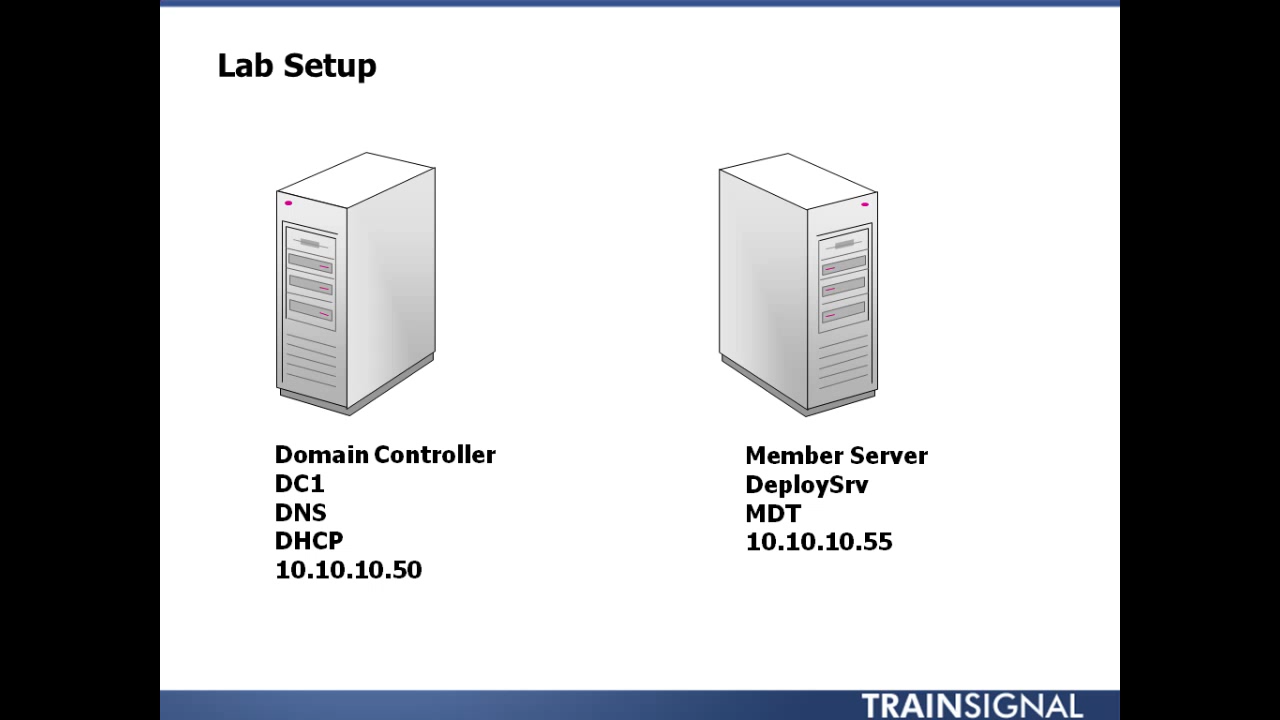 Lab Setup
Domain Controller
DC1
DNS
DHCP
10.10.10.50
Member Server
DeploySrv
MDT
10.10.10.55
TRAINSIGNAL